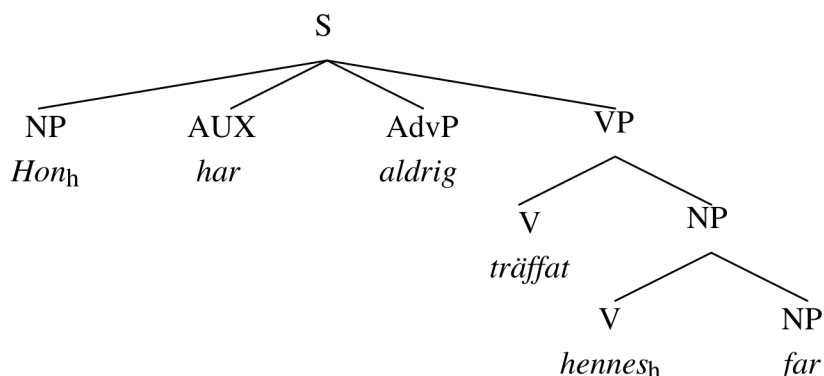 S
NP AUX AdvP VP
Honh har aldrig
V NP
träffat
V NP
hennesh far